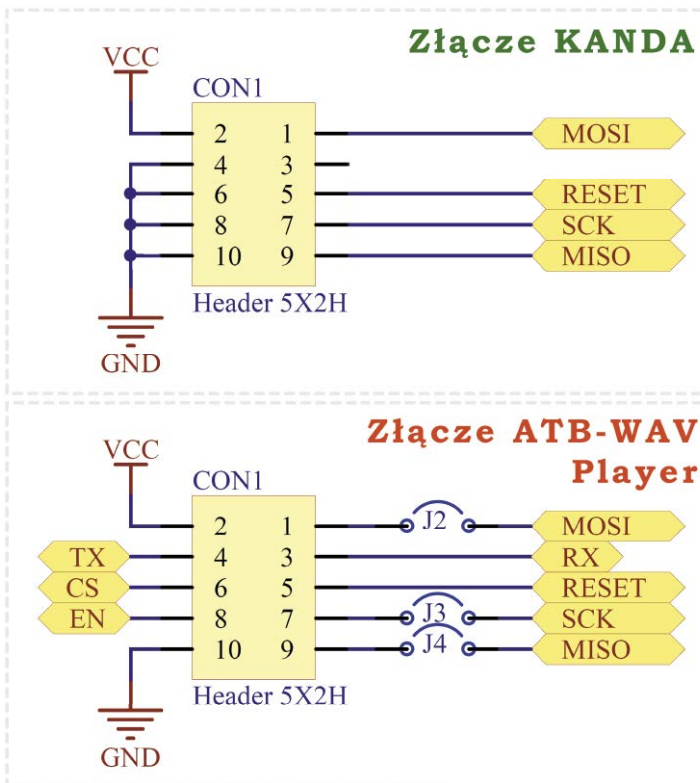 Złącze KANDA
VCC
CON1
2 1 MOSI
4 3
6 5 RESET
8 7 SCK
10 9 MISO
Header 5X2H
GND
Złącze ATB-WAV
Player
VCC
CON1
2 1 J2 MOSI
TX 4 3 RX
CS 6 5 RESET
EN 8 7 J3 SCK
10 9 J4 MISO
Header 5X2H
GND